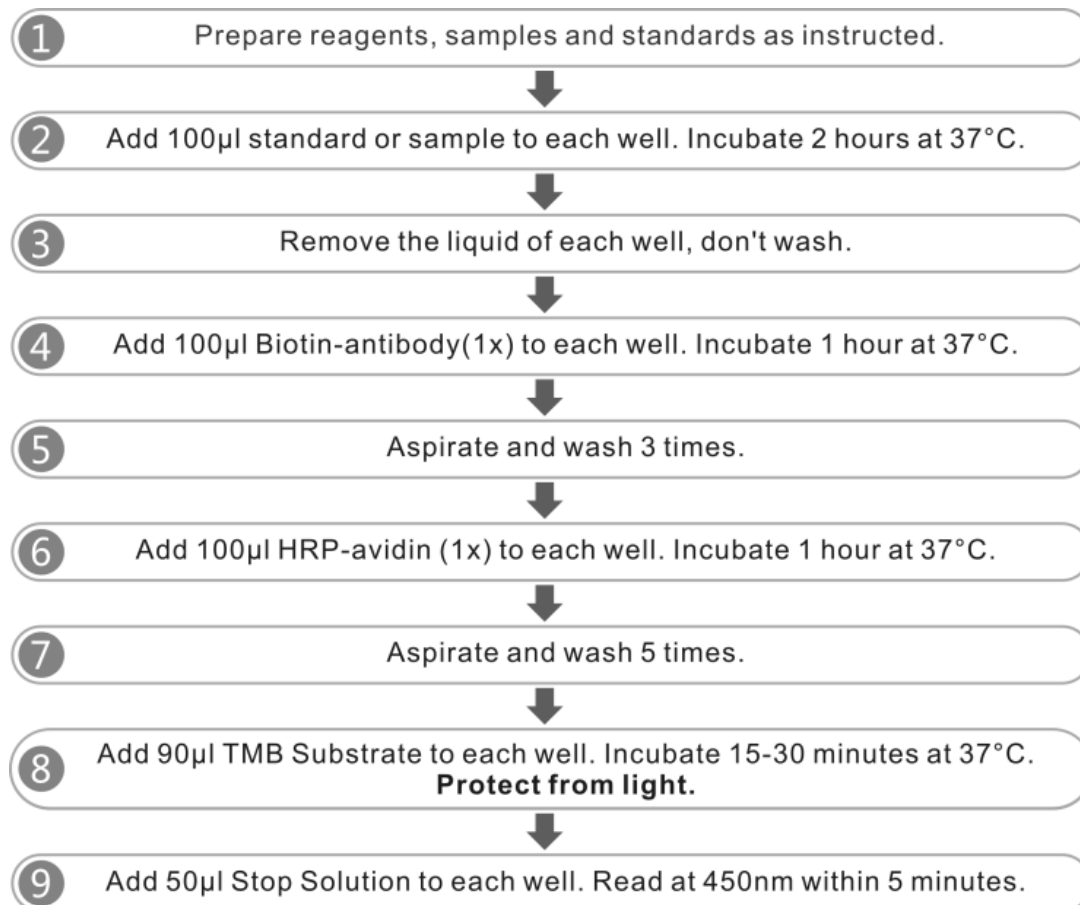 1 Prepare reagents, samples and standards as instructed.
2 Add 100µl standard or sample to each well. Incubate 2 hours at 37°C.
3 Remove the liquid of each well, don't wash.
4 Add 100µl Biotin-antibody(1x) to each well. Incubate 1 hour at 37°C.
5 Aspirate and wash 3 times.
6 Add 100µl HRP-avidin (1x) to each well. Incubate 1 hour at 37°C.
7 Aspirate and wash 5 times.
8 Add 90µl TMB Substrate to each well. Incubate 15-30 minutes at 37°C.
Protect from light.
9 Add 50µl Stop Solution to each well. Read at 450nm within 5 minutes.